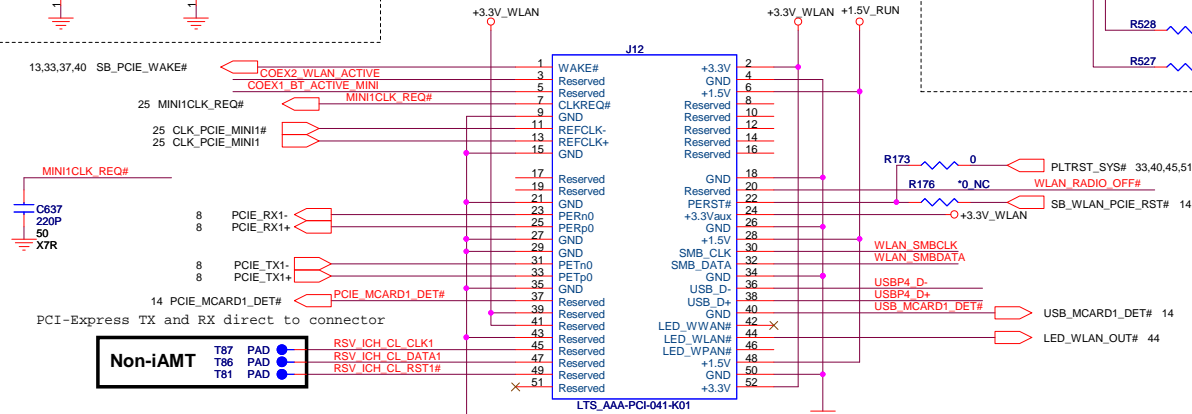 +3.3V_WLAN
+3.3V_WLAN
+1.5V_RUN
R528
R527
J12
13,33,37,40 SB_PCIE_WAKE#
COEX2_WLAN_ACTIVE
COEX1_BT_ACTIVE_MINI
25 MINI1CLK_REQ#
MINI1CLK_REQ#
25 CLK_PCIE_MINI1#
25 CLK_PCIE_MINI1
MINI1CLK_REQ#
C637
220P
50
X7R
8 PCIE_RX1-
8 PCIE_RX1+
8 PCIE_TX1-
8 PCIE_TX1+
14 PCIE_MCARD1_DET#
PCIE_MCARD1_DET#
PCI-Express TX and RX direct to connector
Non-iAMT
T87 PAD
T86 PAD
T81 PAD
RSV_ICH_CL_CLK1
RSV_ICH_CL_DATA1
RSV_ICH_CL_RST1#
1 WAKE#
3 Reserved
5 Reserved
7 CLKREQ#
9 GND
11 REFCLK-
13 REFCLK+
15 GND
17 Reserved
19 Reserved
21 GND
23 PERn0
25 PERp0
27 GND
29 GND
31 PETn0
33 PETp0
35 GND
37 Reserved
39 Reserved
41 Reserved
43 Reserved
45 Reserved
47 Reserved
49 Reserved
51 Reserved
+3.3V 2
GND 4
+1.5V 6
Reserved 8
Reserved 10
Reserved 12
Reserved 14
Reserved 16
GND 18
Reserved 20
PERST# 22
+3.3Vaux 24
GND 26
+1.5V 28
SMB_CLK 30
SMB_DATA 32
GND 34
USB_D- 36
USB_D+ 38
GND 40
LED_WWAN# 42
LED_WLAN# 44
LED_WPAN# 46
+1.5V 48
GND 50
+3.3V 52
LTS_AAA-PCI-041-K01
R173 0
PLTRST_SYS# 33,40,45,51
R176 *0_NC
WLAN_RADIO_OFF#
SB_WLAN_PCIE_RST# 14
+3.3V_WLAN
WLAN_SMBCLK
WLAN_SMBDATA
USBP4_D-
USBP4_D+
USB_MCARD1_DET#
USB_MCARD1_DET# 14
LED_WLAN_OUT# 44